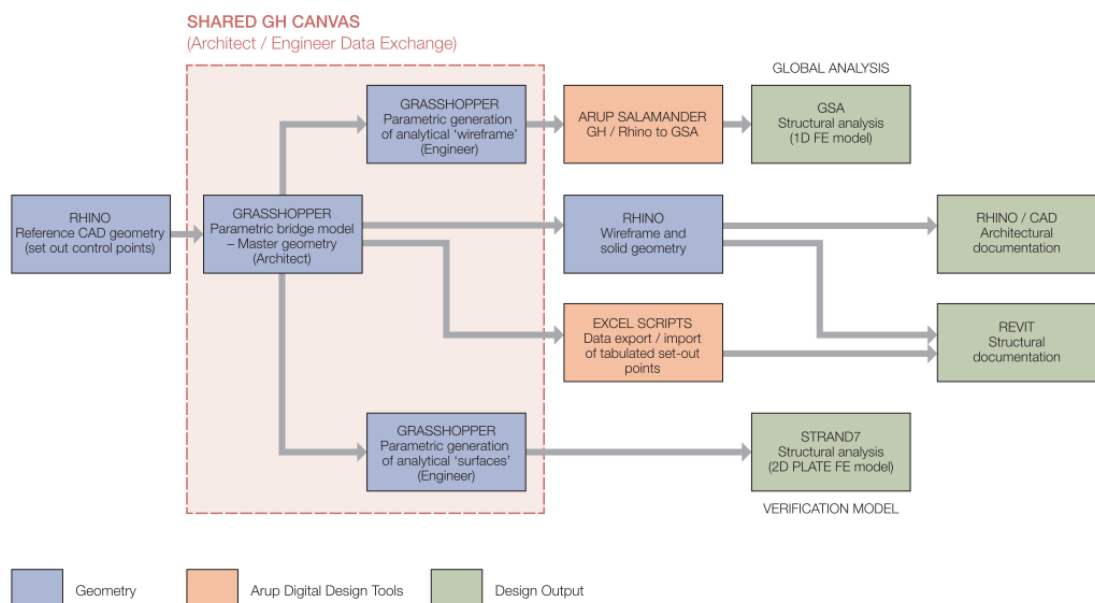 SHARED GH CANVAS
(Architect / Engineer Data Exchange)
GLOBAL ANALYSIS
GRASSHOPPER
Parametric generation
of analytical ‘wireframe’
(Engineer)
ARUP SALAMANDER
GH / Rhino to GSA
GSA
Structural analysis
(1D FE model)
RHINO
Reference CAD geometry
(set out control points)
GRASSHOPPER
Parametric bridge model
– Master geometry
(Architect)
RHINO
Wireframe and
solid geometry
RHINO / CAD
Architectural
documentation
EXCEL SCRIPTS
Data export / import
of tabulated set-out
points
REVIT
Structural
documentation
GRASSHOPPER
Parametric generation
of analytical ‘surfaces’
(Engineer)
STRAND7
Structural analysis
(2D PLATE FE model)
VERIFICATION MODEL
Geometry
Arup Digital Design Tools
Design Output